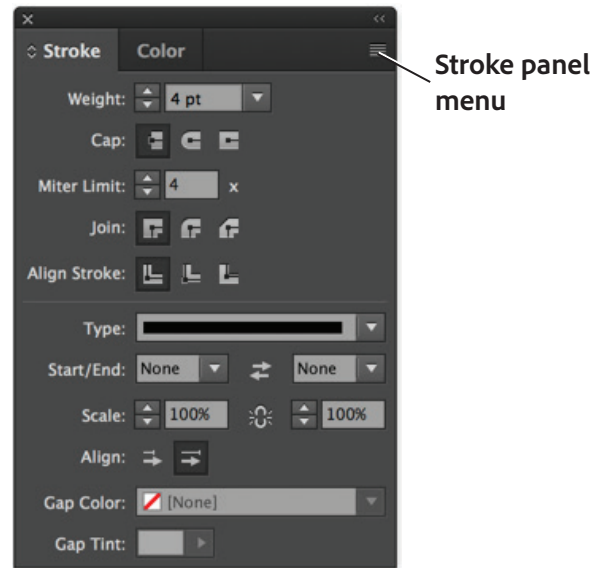 Stroke Color
Stroke panel
menu
Weight: 4 pt
Cap:
Miter Limit: 4 x
Join:
Align Stroke:
Type:
Start/End: None None
Scale: 100% 100%
Align:
Gap Color: [None]
Gap Tint: